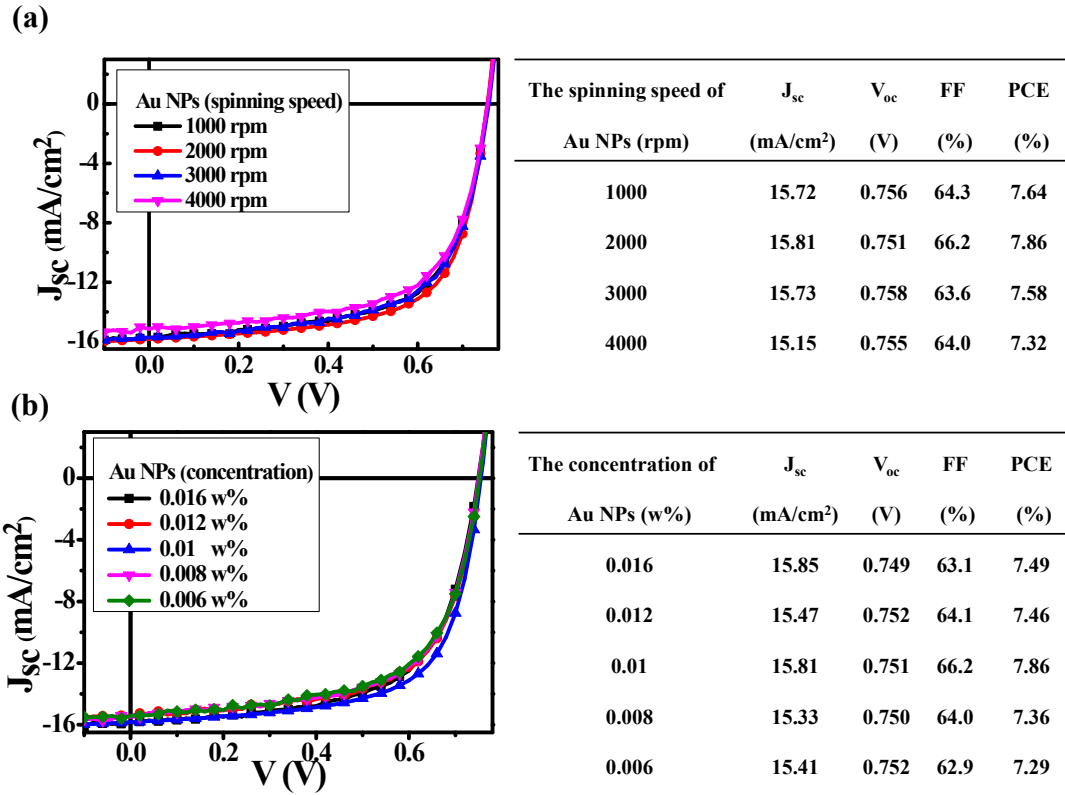 (a)
Au NPs (spinning speed)
1000 rpm
2000 rpm
3000 rpm
4000 rpm
0
-4
-8
-12
-16
J_sc (mA/cm²)
0.0 0.2 0.4 0.6
V (V)
The spinning speed of J_sc V_oc FF PCE
Au NPs (rpm) (mA/cm²) (V) (%) (%)
1000 15.72 0.756 64.3 7.64
2000 15.81 0.751 66.2 7.86
3000 15.73 0.758 63.6 7.58
4000 15.15 0.755 64.0 7.32
(b)
Au NPs (concentration)
0.016 w%
0.012 w%
0.01 w%
0.008 w%
0.006 w%
0
-4
-8
-12
-16
J_sc (mA/cm²)
0.0 0.2 0.4 0.6
V (V)
The concentration of J_sc V_oc FF PCE
Au NPs (w%) (mA/cm²) (V) (%) (%)
0.016 15.85 0.749 63.1 7.49
0.012 15.47 0.752 64.1 7.46
0.01 15.81 0.751 66.2 7.86
0.008 15.33 0.750 64.0 7.36
0.006 15.41 0.752 62.9 7.29